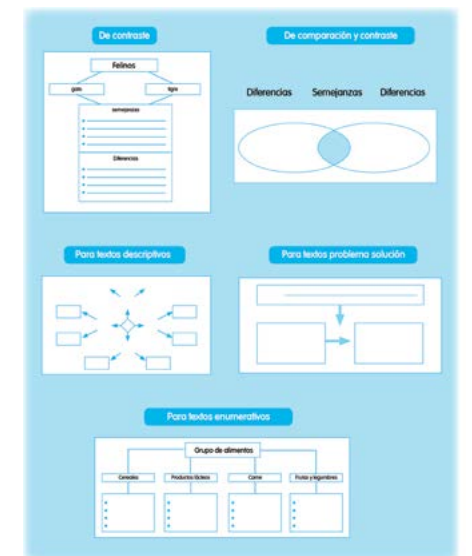 De contraste
Felinos
gato tigre
semejanzas
Diferencias
De comparación y contraste
Diferencias Semejanzas Diferencias
Para textos descriptivos
Para textos problema solución
Para textos enumerativos
Grupo de alimentos
Cereales Productos lácteos Carne Frutas y legumbres